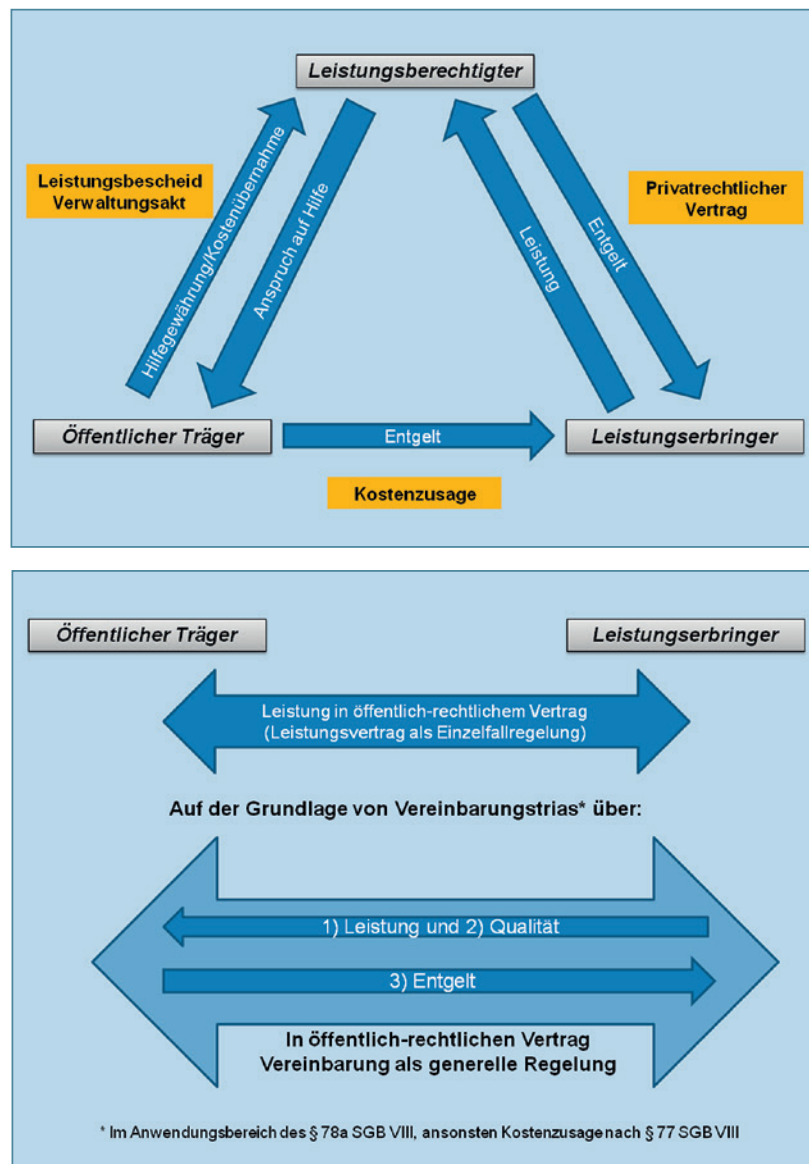 Leistungsberechtigter
Leistungsbescheid
Verwaltungsakt
Hilfegewährung/Kostenübernahme
Anspruch auf Hilfe
Leistung
Entgelt
Privatrechtlicher
Vertrag
Öffentlicher Träger
Entgelt
Leistungserbringer
Kostenzusage
Öffentlicher Träger
Leistungserbringer
Leistung in öffentlich-rechtlichem Vertrag
(Leistungsvertrag als Einzelfallregelung)
Auf der Grundlage von Vereinbarungstrias* über:
1) Leistung und 2) Qualität
3) Entgelt
In öffentlich-rechtlichen Vertrag
Vereinbarung als generelle Regelung
* Im Anwendungsbereich des § 78a SGB VIII, ansonsten Kostenzusage nach § 77 SGB VIII